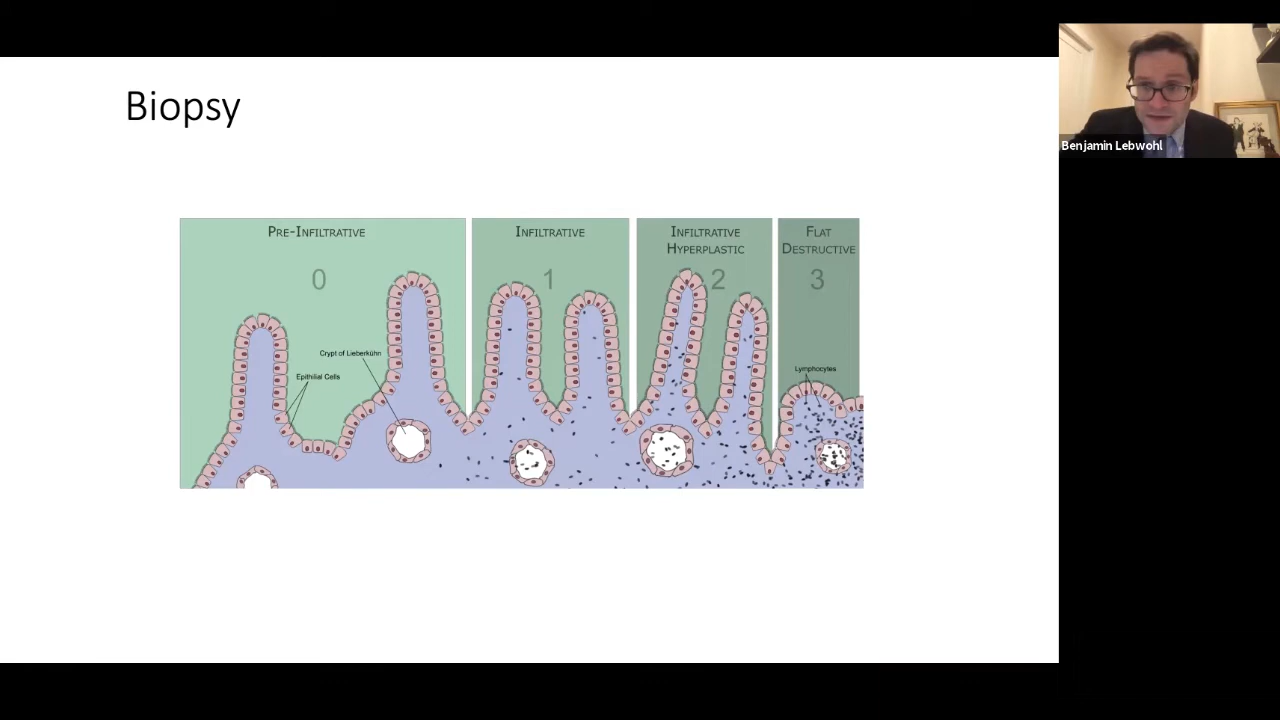 Biopsy
PRE-INFILTRATIVE
0
INFILTRATIVE
1
INFILTRATIVE
HYPERPLASTIC
2
FLAT
DESTRUCTIVE
3
Crypt of Lieberkühn
Epithilial Cells
Lymphocytes
Benjamin Lebwohl